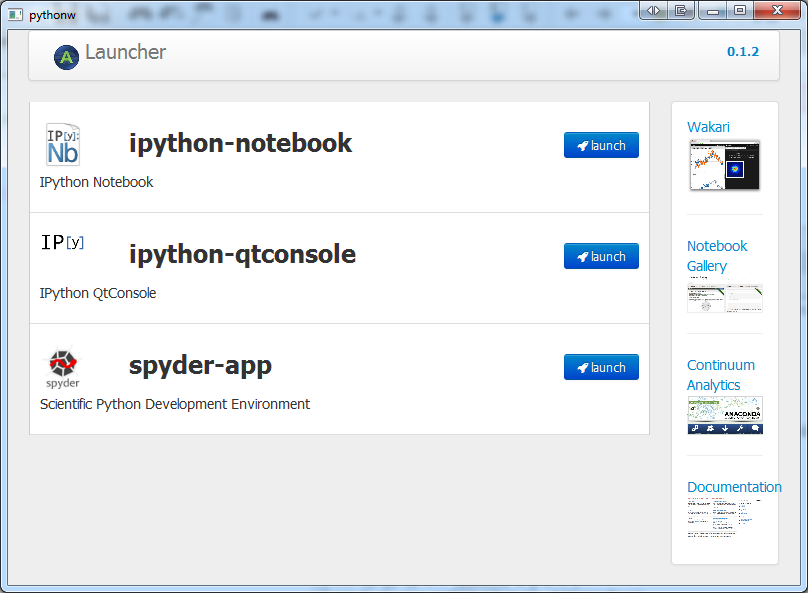 pythonw
Launcher
0.1.2
IP[y]:
Nb
ipython-notebook
launch
IPython Notebook
IP[y]
ipython-qtconsole
launch
IPython QtConsole
spyder
spyder-app
launch
Scientific Python Development Environment
Wakari
Notebook
Gallery
Continuum
Analytics
ANACONDA
Documentation